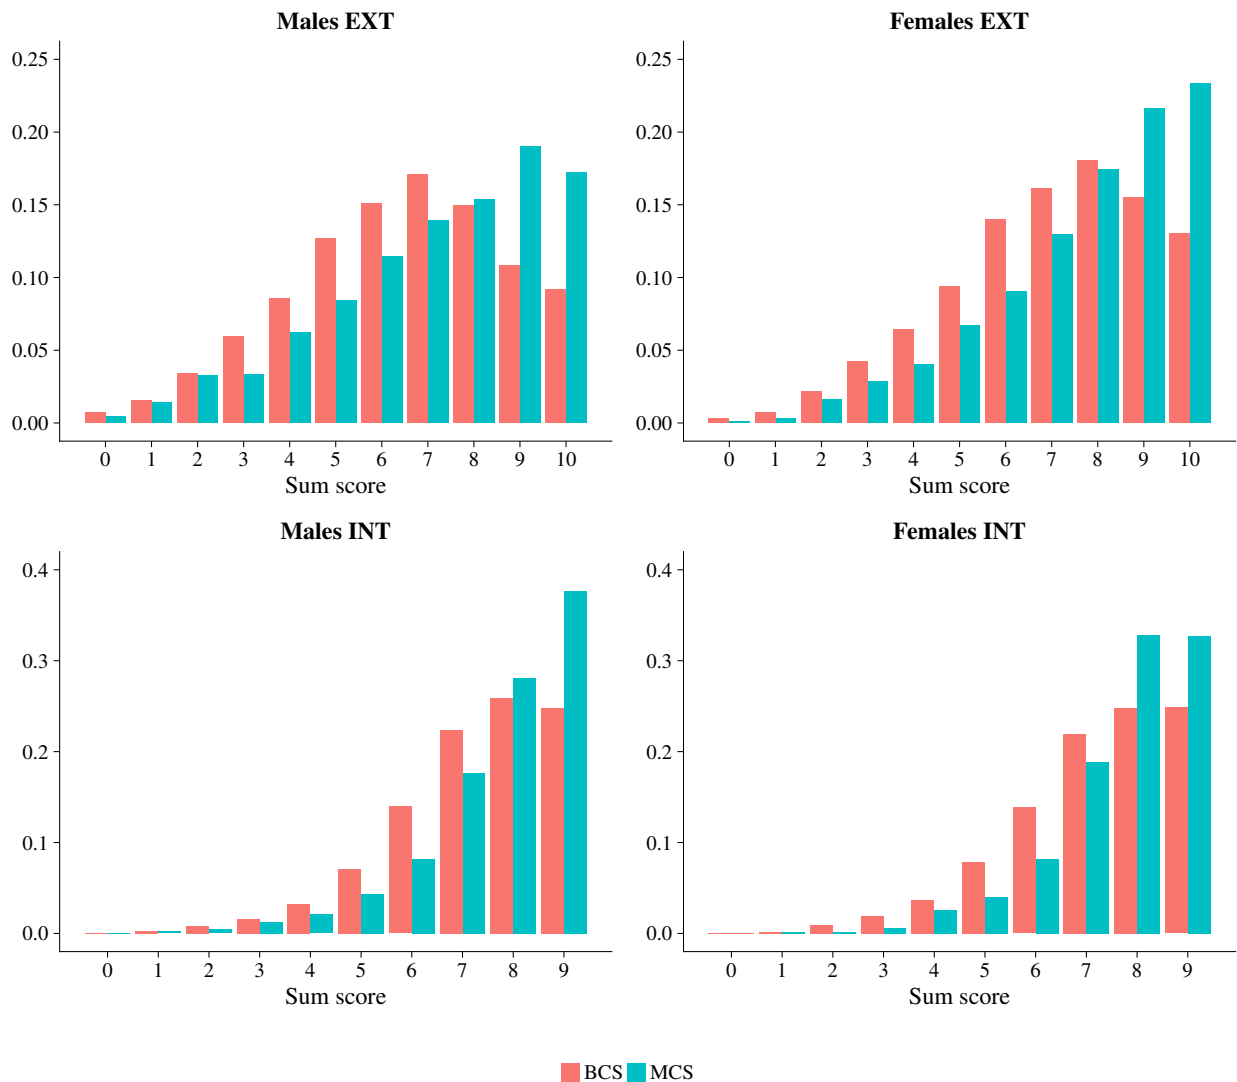 Males EXT
0.25
0.20
0.15
0.10
0.05
0.00
0 1 2 3 4 5 6 7 8 9 10
Sum score
Females EXT
0.25
0.20
0.15
0.10
0.05
0.00
0 1 2 3 4 5 6 7 8 9 10
Sum score
Males INT
0.4
0.3
0.2
0.1
0.0
0 1 2 3 4 5 6 7 8 9
Sum score
Females INT
0.4
0.3
0.2
0.1
0.0
0 1 2 3 4 5 6 7 8 9
Sum score
BCS MCS